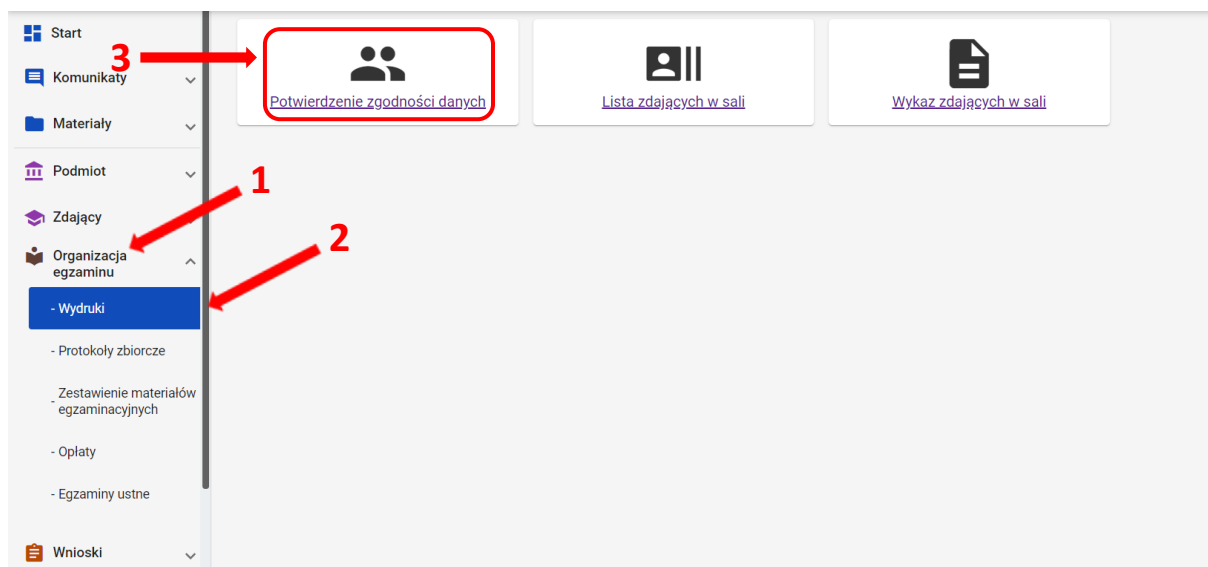 Start
Komunikaty
Materiały
Podmiot
Zdający
Organizacja
egzaminu
- Wydruki
- Protokoły zbiorcze
- Zestawienie materiałów
egzaminacyjnych
- Opłaty
- Egzaminy ustne
Wnioski
3
Potwierdzenie zgodności danych
Lista zdających w sali
Wykaz zdających w sali
1
2